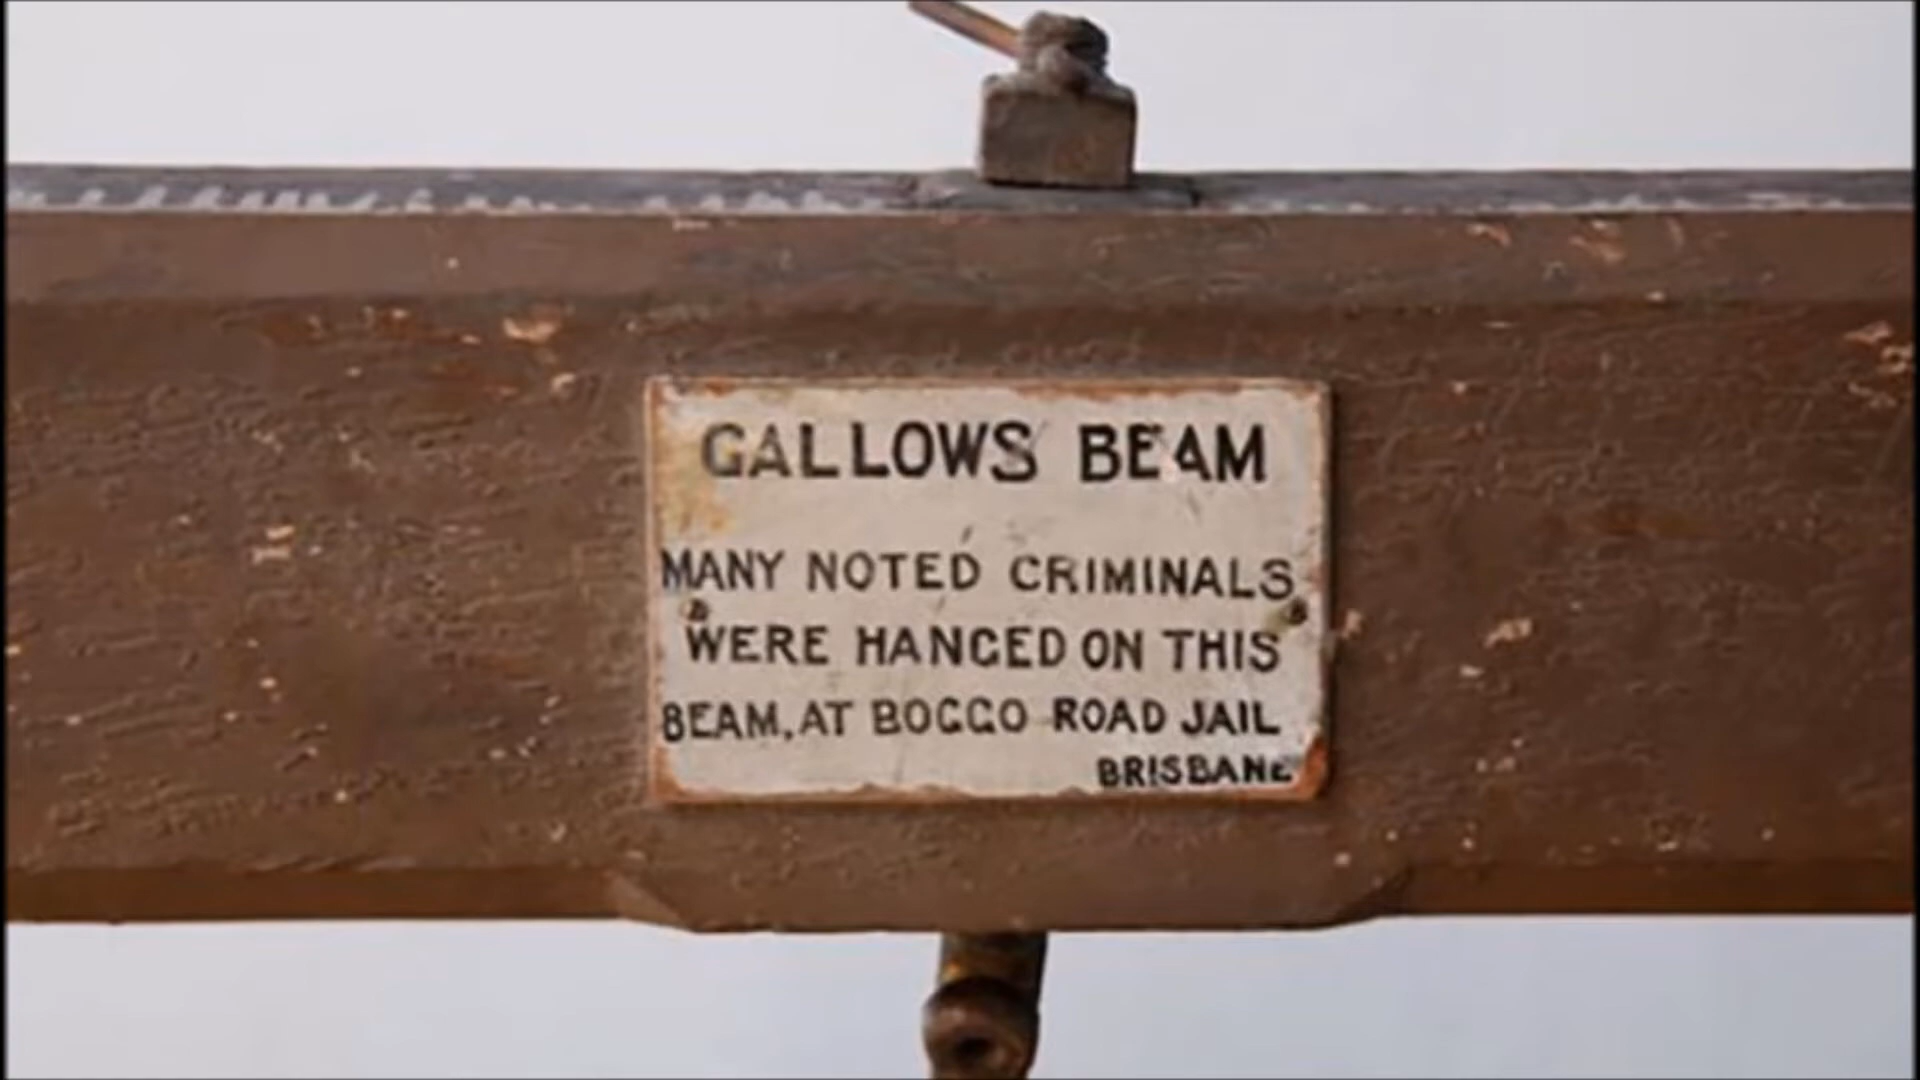 GALLOWS BEAM
MANY NOTED CRIMINALS
WERE HANGED ON THIS
BEAM, AT BOGGO ROAD JAIL
BRISBANE